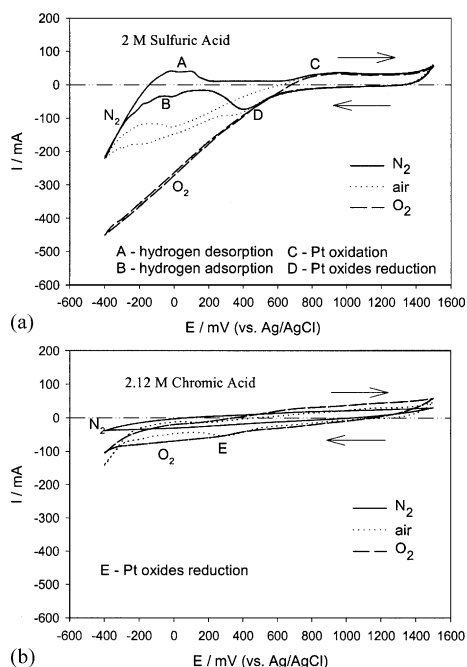 2 M Sulfuric Acid
200
100
0
-100
-200
-300
-400
-500
-600
I / mA
A
B
C
D
N2
O2
N2
air
O2
A - hydrogen desorption C - Pt oxidation
B - hydrogen adsorption D - Pt oxides reduction
-600 -400 -200 0 200 400 600 800 1000 1200 1400 1600
(a)
E / mV (vs. Ag/AgCl)
2.12 M Chromic Acid
200
100
0
-100
-200
-300
-400
-500
-600
I / mA
N2
O2
E
N2
air
O2
E - Pt oxides reduction
-600 -400 -200 0 200 400 600 800 1000 1200 1400 1600
(b)
E / mV (vs. Ag/AgCl)